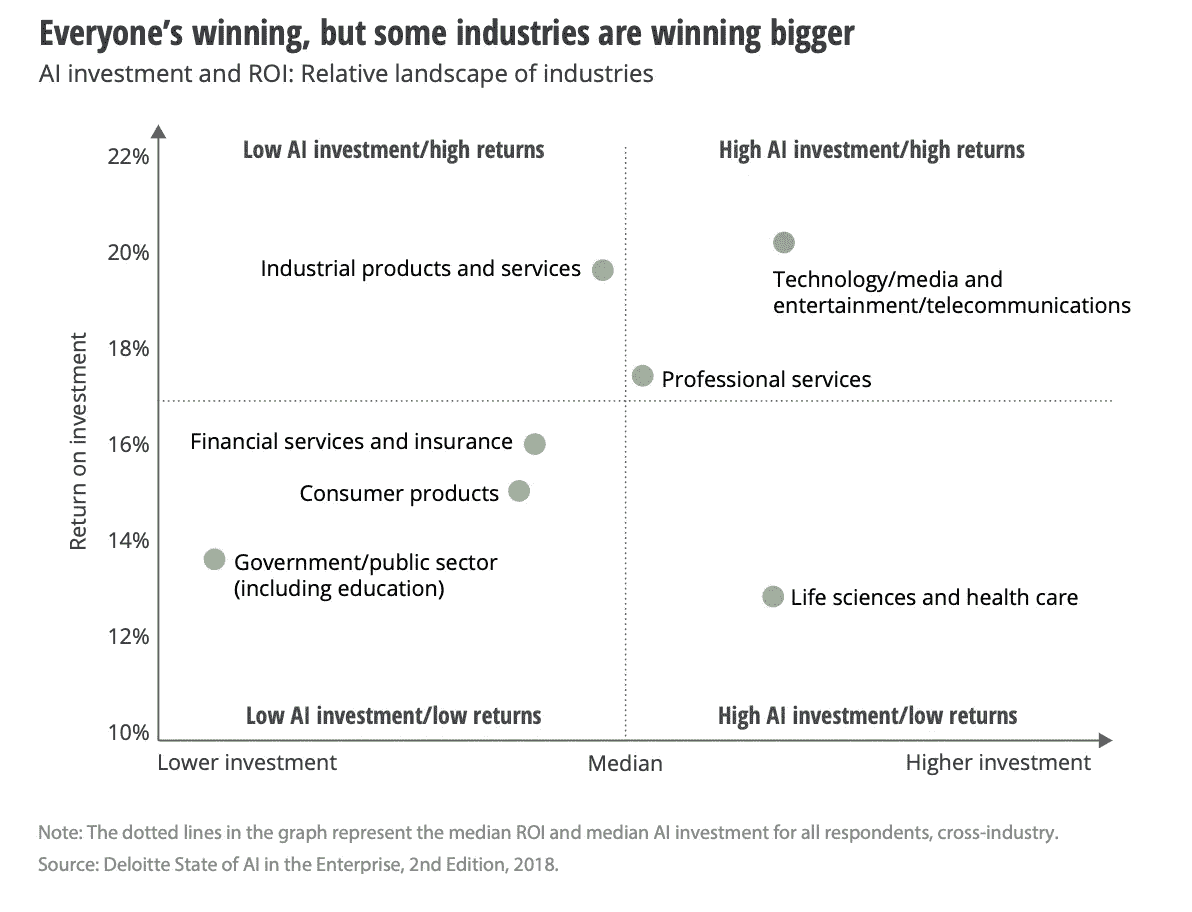 Everyone’s winning, but some industries are winning bigger
AI investment and ROI: Relative landscape of industries
Low AI investment/high returns
High AI investment/high returns
22%
20%
18%
16%
14%
12%
10%
Return on investment
Industrial products and services
Technology/media and
entertainment/telecommunications
Professional services
Financial services and insurance
Consumer products
Government/public sector
(including education)
Life sciences and health care
Low AI investment/low returns
High AI investment/low returns
Lower investment
Median
Higher investment
Note: The dotted lines in the graph represent the median ROI and median AI investment for all respondents, cross-industry.
Source: Deloitte State of AI in the Enterprise, 2nd Edition, 2018.